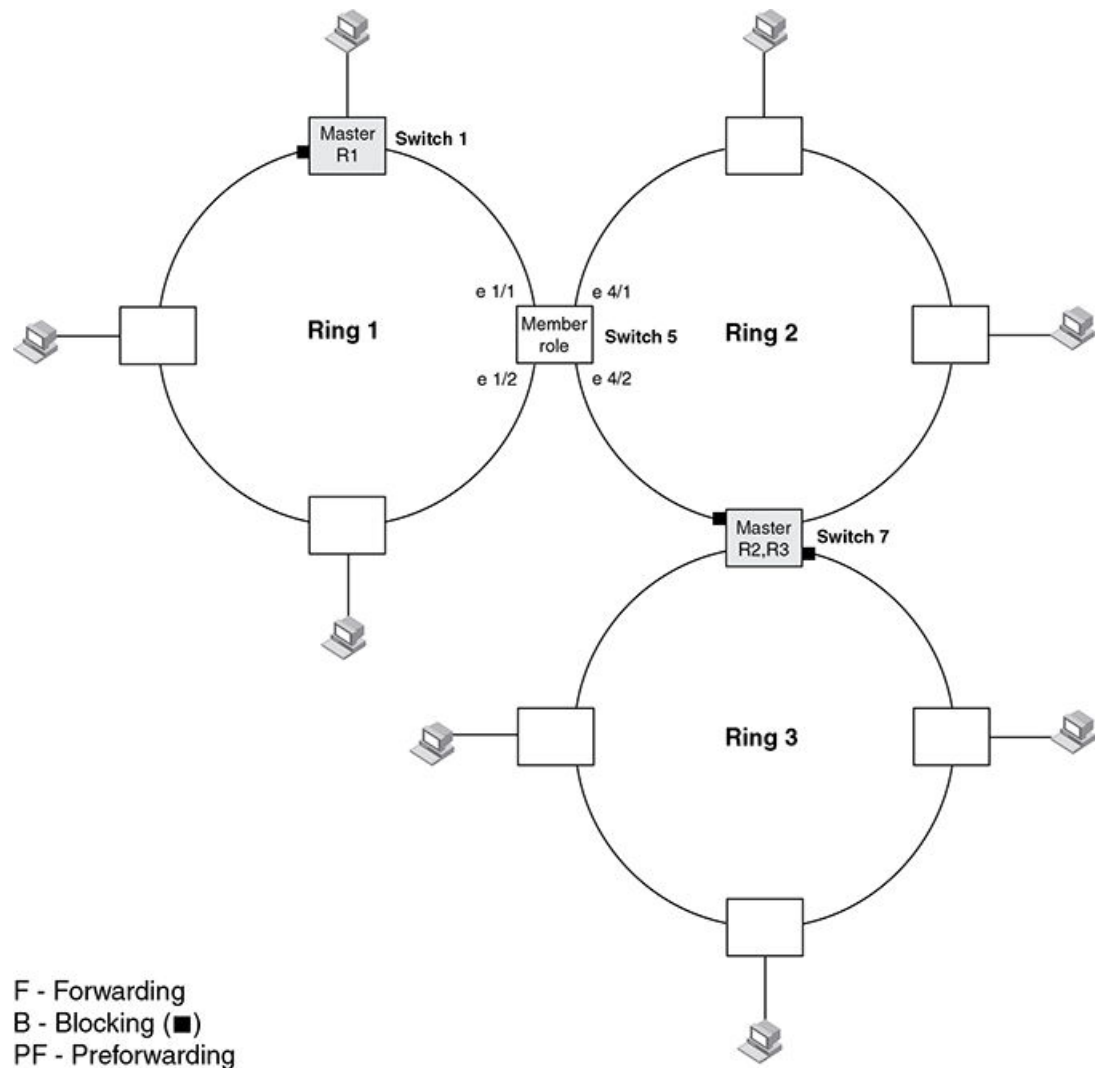 Master
R1
Switch 1
e 1/1
e 4/1
Ring 1
Member
role
Switch 5
Ring 2
e 1/2
e 4/2
Master
R2,R3
Switch 7
Ring 3
F - Forwarding
B - Blocking (■)
PF - Preforwarding